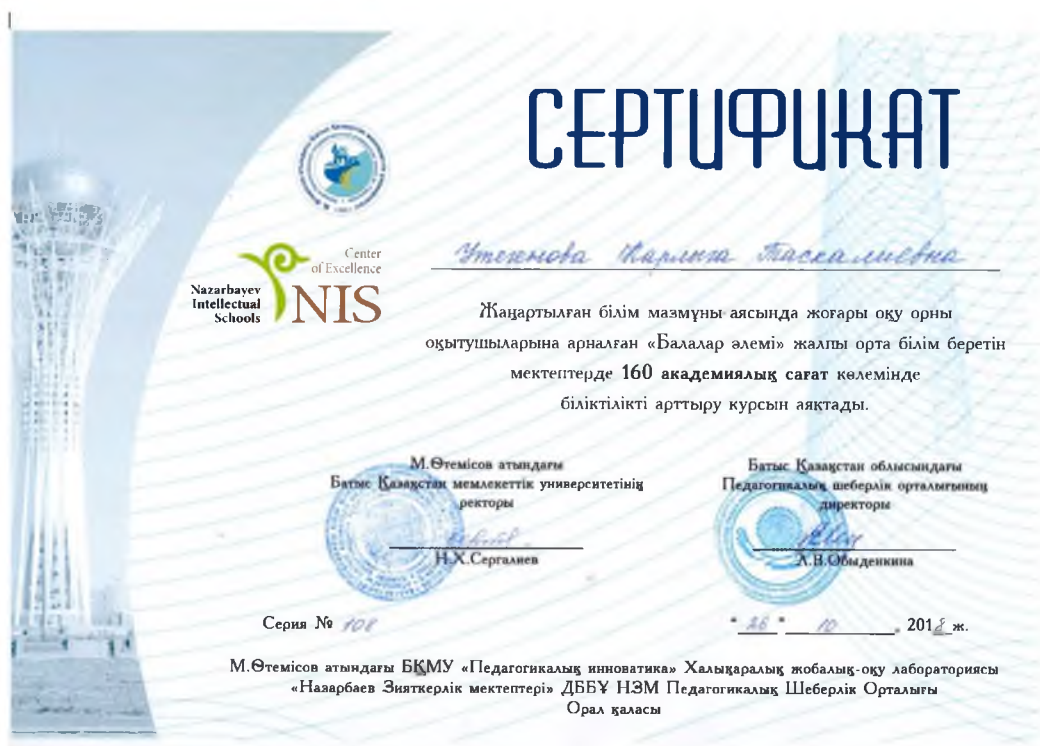 СЕРТИФИКАТ
Center
of Excellence
Nazarbayev
Intellectual
Schools
NIS
Утегенова Карлыга Таскалиевна
Жаңартылған білім мазмұны аясында жоғары оқу орны
оқытушыларына арналған «Балалар әлемі» жалпы орта білім беретін
мектептерде 160 академиялық сағат көлемінде
біліктілікті арттыру курсын аяқтады.
М.Өтемісов атындағы
Батыс Қазақстан мемлекеттік университетінің
ректоры
Н.Х.Сергалиев
Батыс Қазақстан облысындағы
Педагогикалық шеберлік орталығының
директоры
Л.В.Обыденкина
Серия № 108
" 26 " 10 2018 ж.
М.Өтемісов атындағы БҚМУ «Педагогикалық инноватика» Халықаралық жобалық-оқу лабораториясы
«Назарбаев Зияткерлік мектептері» ДББҰ НЗМ Педагогикалық Шеберлік Орталығы
Орал қаласы